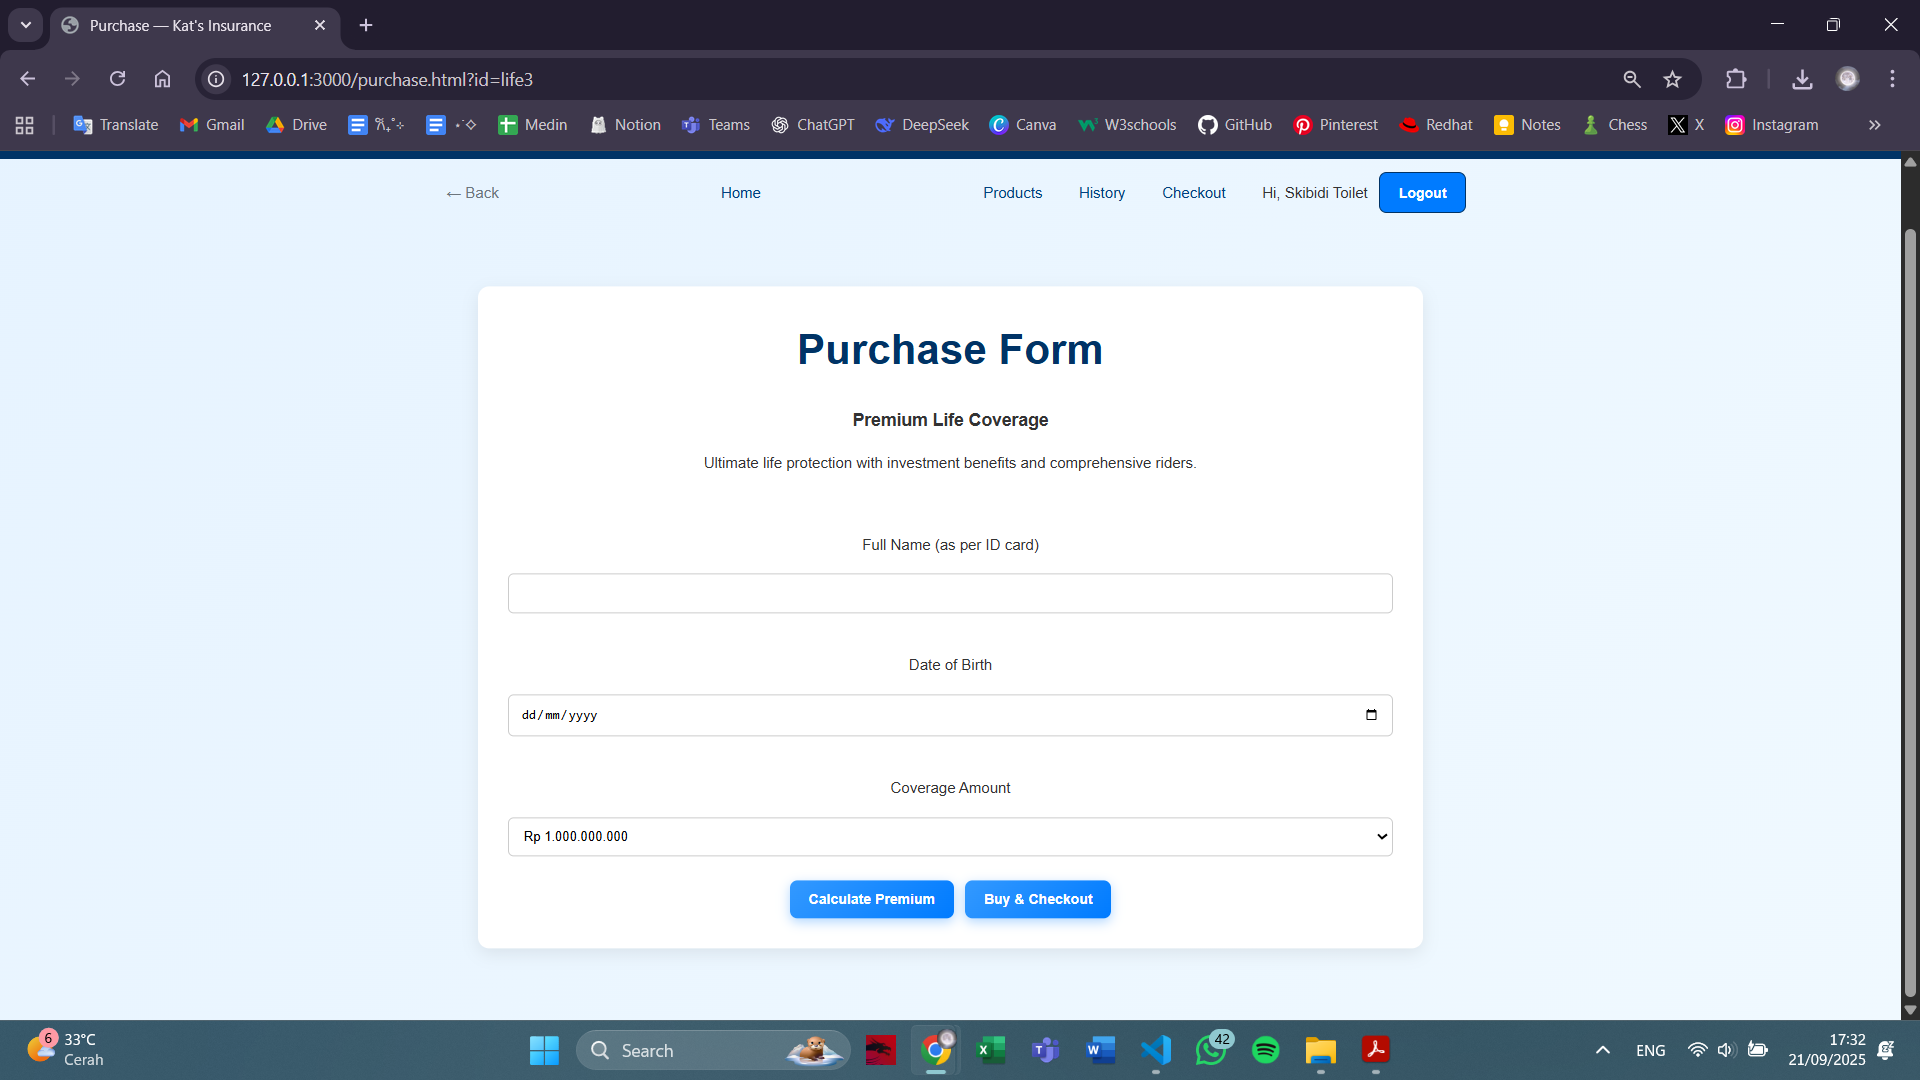 Purchase — Kat's Insurance
127.0.0.1:3000/purchase.html?id=life3
Translate Gmail Drive Medin Notion Teams ChatGPT DeepSeek Canva W3schools GitHub Pinterest Redhat Notes Chess X Instagram
← Back Home Products History Checkout Hi, Skibidi Toilet Logout
Purchase Form
Premium Life Coverage
Ultimate life protection with investment benefits and comprehensive riders.
Full Name (as per ID card)
Date of Birth
dd/mm/yyyy
Coverage Amount
Rp 1.000.000.000
Calculate Premium Buy & Checkout
6 33°C
Cerah
Search
42
ENG
17:32
21/09/2025